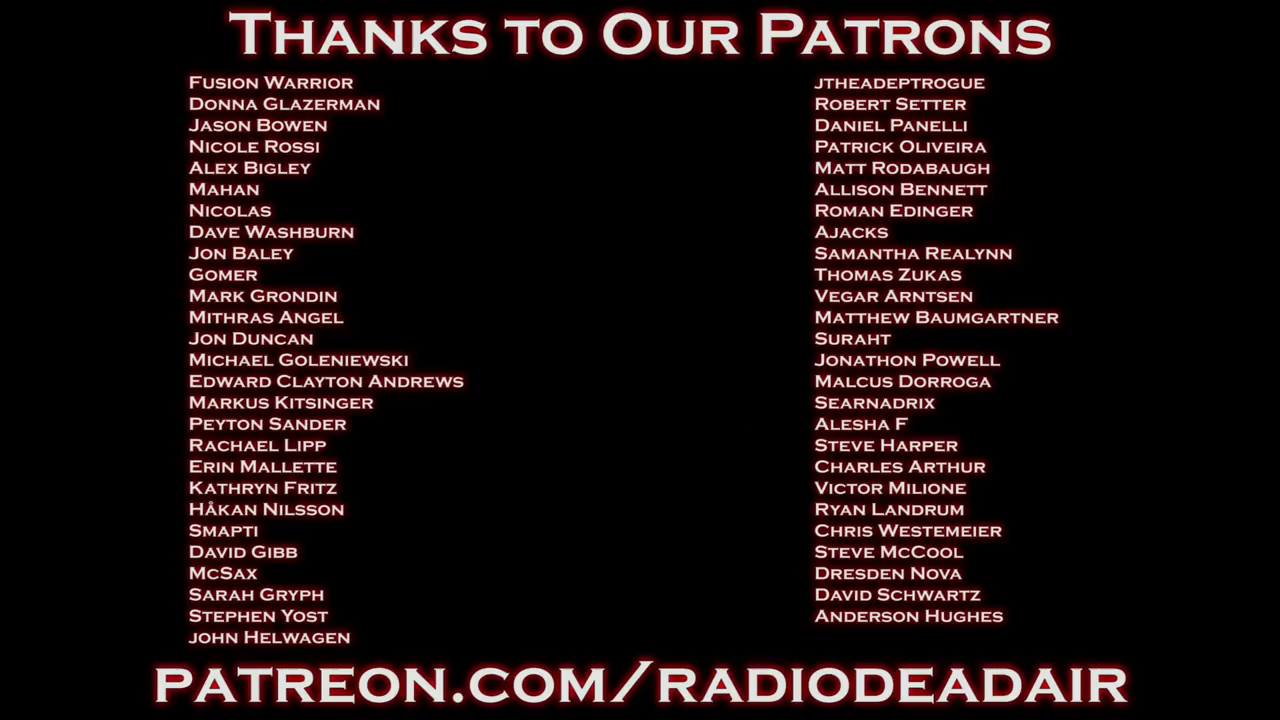 Thanks to Our Patrons
Fusion Warrior
Donna Glazerman
Jason Bowen
Nicole Rossi
Alex Bigley
Mahan
Nicolas
Dave Washburn
Jon Baley
Gomer
Mark Grondin
Mithras Angel
Jon Duncan
Michael Goleniewski
Edward Clayton Andrews
Markus Kitsinger
Peyton Sander
Rachael Lipp
Erin Mallette
Kathryn Fritz
Håkan Nilsson
Smapti
David Gibb
McSax
Sarah Gryph
Stephen Yost
john Helwagen
jtheadeptrogue
Robert Setter
Daniel Panelli
Patrick Oliveira
Matt Rodabaugh
Allison Bennett
Roman Edinger
Ajacks
Samantha Realynn
Thomas Zukas
Vegar Arntsen
Matthew Baumgartner
Suraht
Jonathon Powell
Malcus Dorroga
Searnadrix
Alesha F
Steve Harper
Charles Arthur
Victor Milione
Ryan Landrum
Chris Westemeier
Steve McCool
Dresden Nova
David Schwartz
Anderson Hughes
patreon.com/radiodeadair